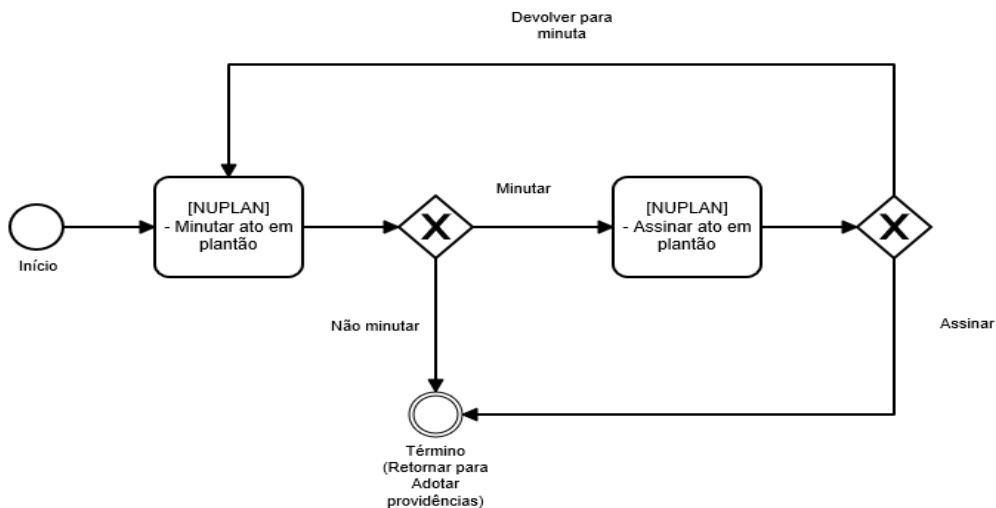 Devolver para
minuta
[NUPLAN]
- Minutar ato em
plantão
Minutar
[NUPLAN]
- Assinar ato em
plantão
Início
Não minutar
Assinar
Término
(Retornar para
Adotar
providências)